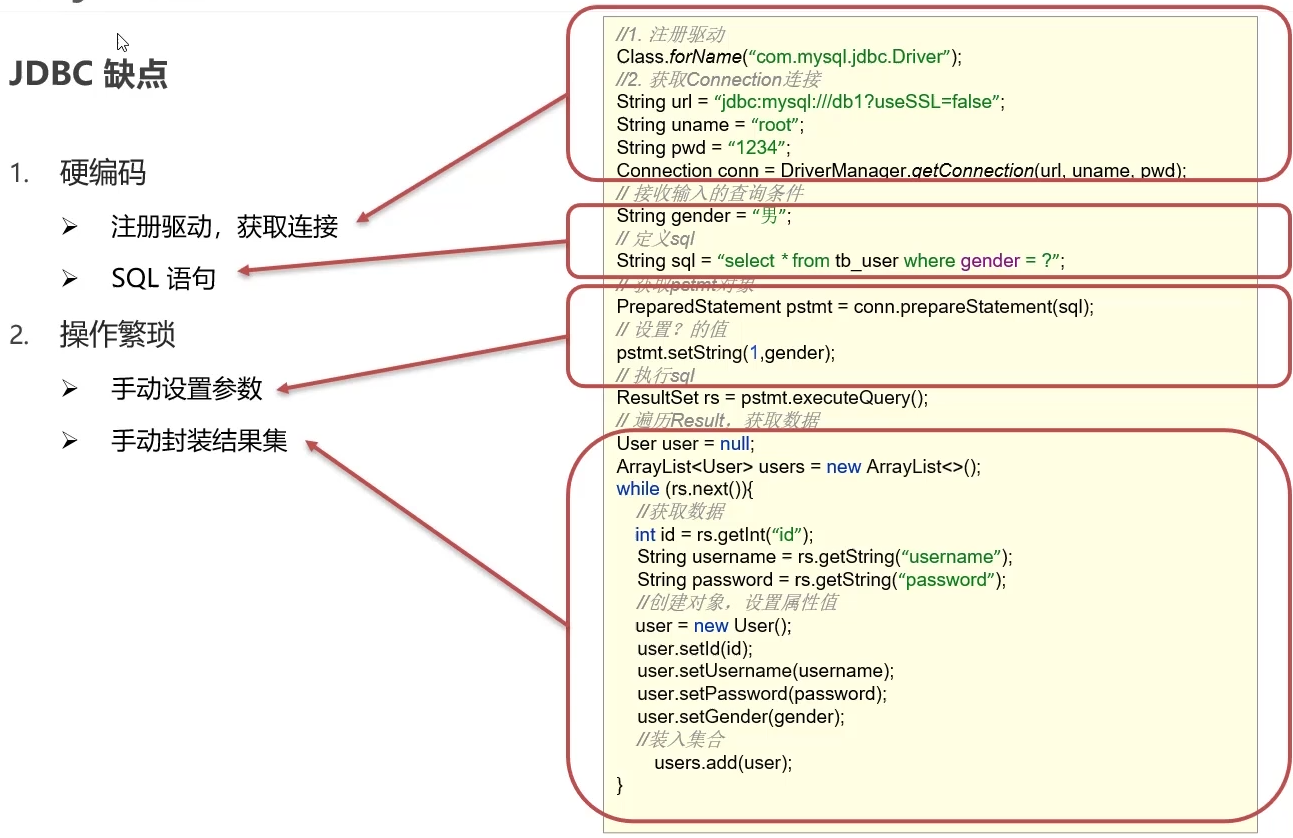 JDBC 缺点
1. 硬编码
➢ 注册驱动，获取连接
➢ SQL 语句
2. 操作繁琐
➢ 手动设置参数
➢ 手动封装结果集
//1. 注册驱动
Class.forName(“com.mysql.jdbc.Driver”);
//2. 获取Connection连接
String url = “jdbc:mysql:///db1?useSSL=false”;
String uname = “root”;
String pwd = “1234”;
Connection conn = DriverManager.getConnection(url, uname, pwd);
// 接收输入的查询条件
String gender = “男”;
// 定义sql
String sql = “select * from tb_user where gender = ?”;
// 获取pstmt对象
PreparedStatement pstmt = conn.prepareStatement(sql);
// 设置？的值
pstmt.setString(1,gender);
// 执行sql
ResultSet rs = pstmt.executeQuery();
// 遍历Result，获取数据
User user = null;
ArrayList<User> users = new ArrayList<>();
while (rs.next()){
//获取数据
int id = rs.getInt(“id”);
String username = rs.getString(“username”);
String password = rs.getString(“password”);
//创建对象，设置属性值
user = new User();
user.setId(id);
user.setUsername(username);
user.setPassword(password);
user.setGender(gender);
//装入集合
users.add(user);
}